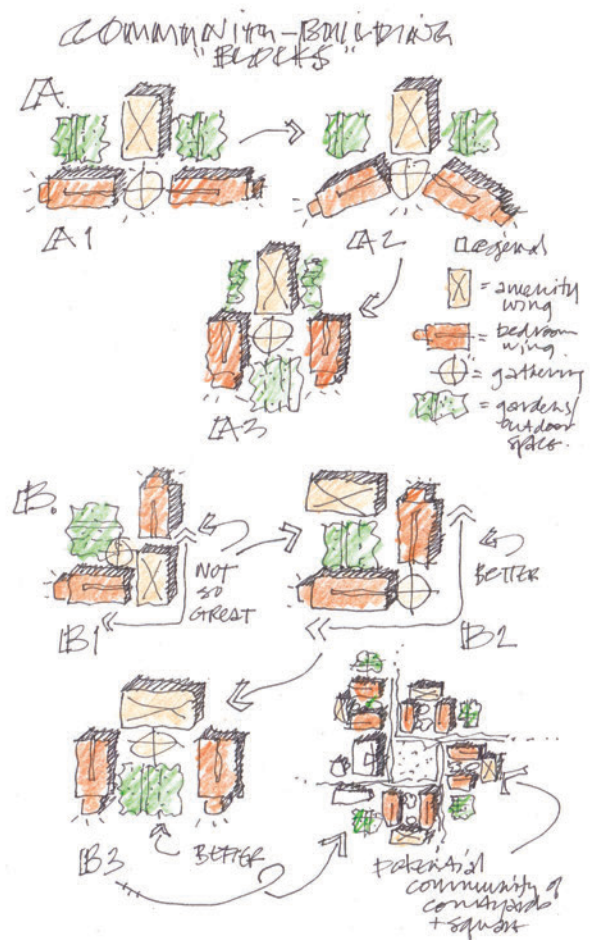 COMMUNITY-BUILDING
"BLOCKS"
A.
A1
A2
A3
Legend
= amenity
wing
= bedroom
wing.
= gathering
= gardens/
outdoor
space.
B.
NOT
SO
GREAT
B1
BETTER
B2
B3
BETTER
potential
community of
courtyards
+ square